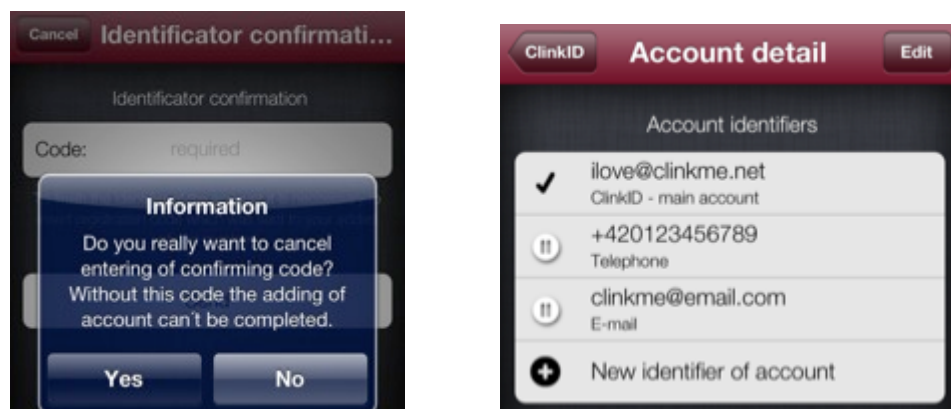 Cancel
Identificator confirmati...
Identificator confirmation
Code:
required
Information
Do you really want to cancel
entering of confirming code?
Without this code the adding of
account can´t be completed.
Yes
No
ClinkID
Account detail
Edit
Account identifiers
ilove@clinkme.net
ClinkID - main account
+420123456789
Telephone
clinkme@email.com
E-mail
New identifier of account